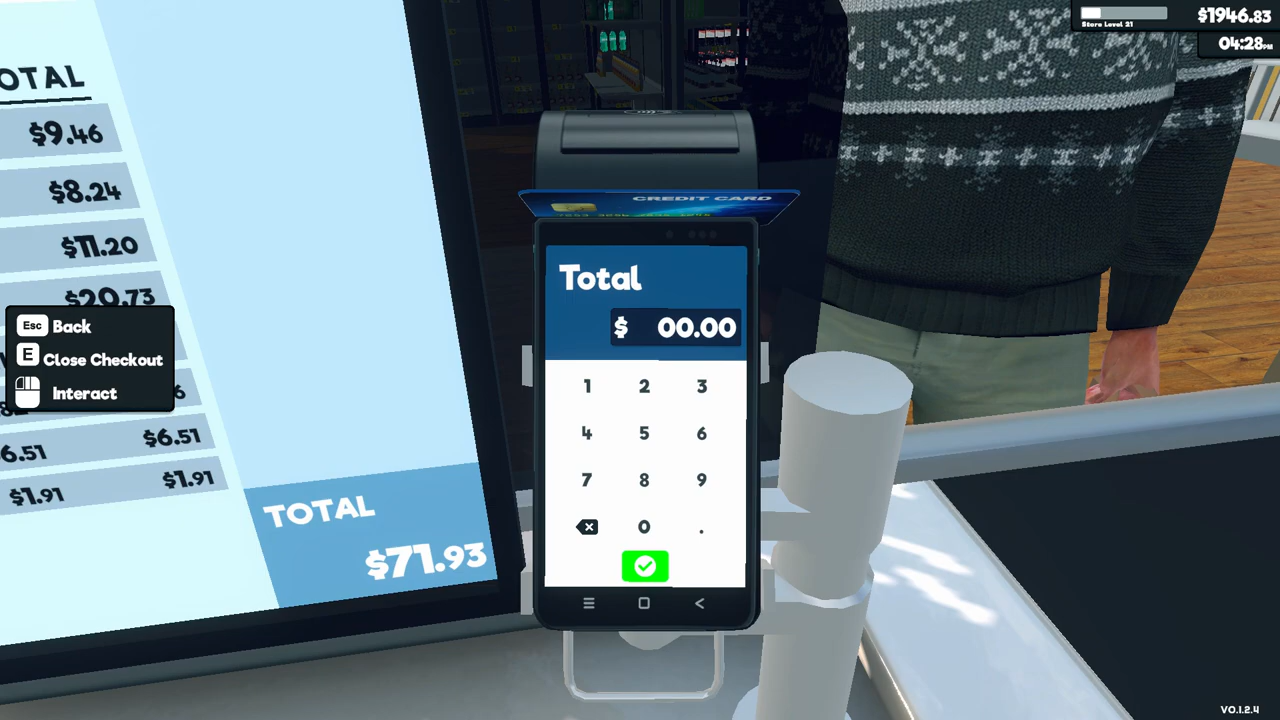 OTAL
$9.46
$8.24
$11.20
$20.73
6
6.51 $6.51
$1.91 $1.91
TOTAL
$71.93
Esc Back
E Close Checkout
Interact
CREDIT CARD
Total
$ 00.00
1 2 3
4 5 6
7 8 9
0 .
Store Level 21
$1946.83
04:28PM
V0.1.2.4